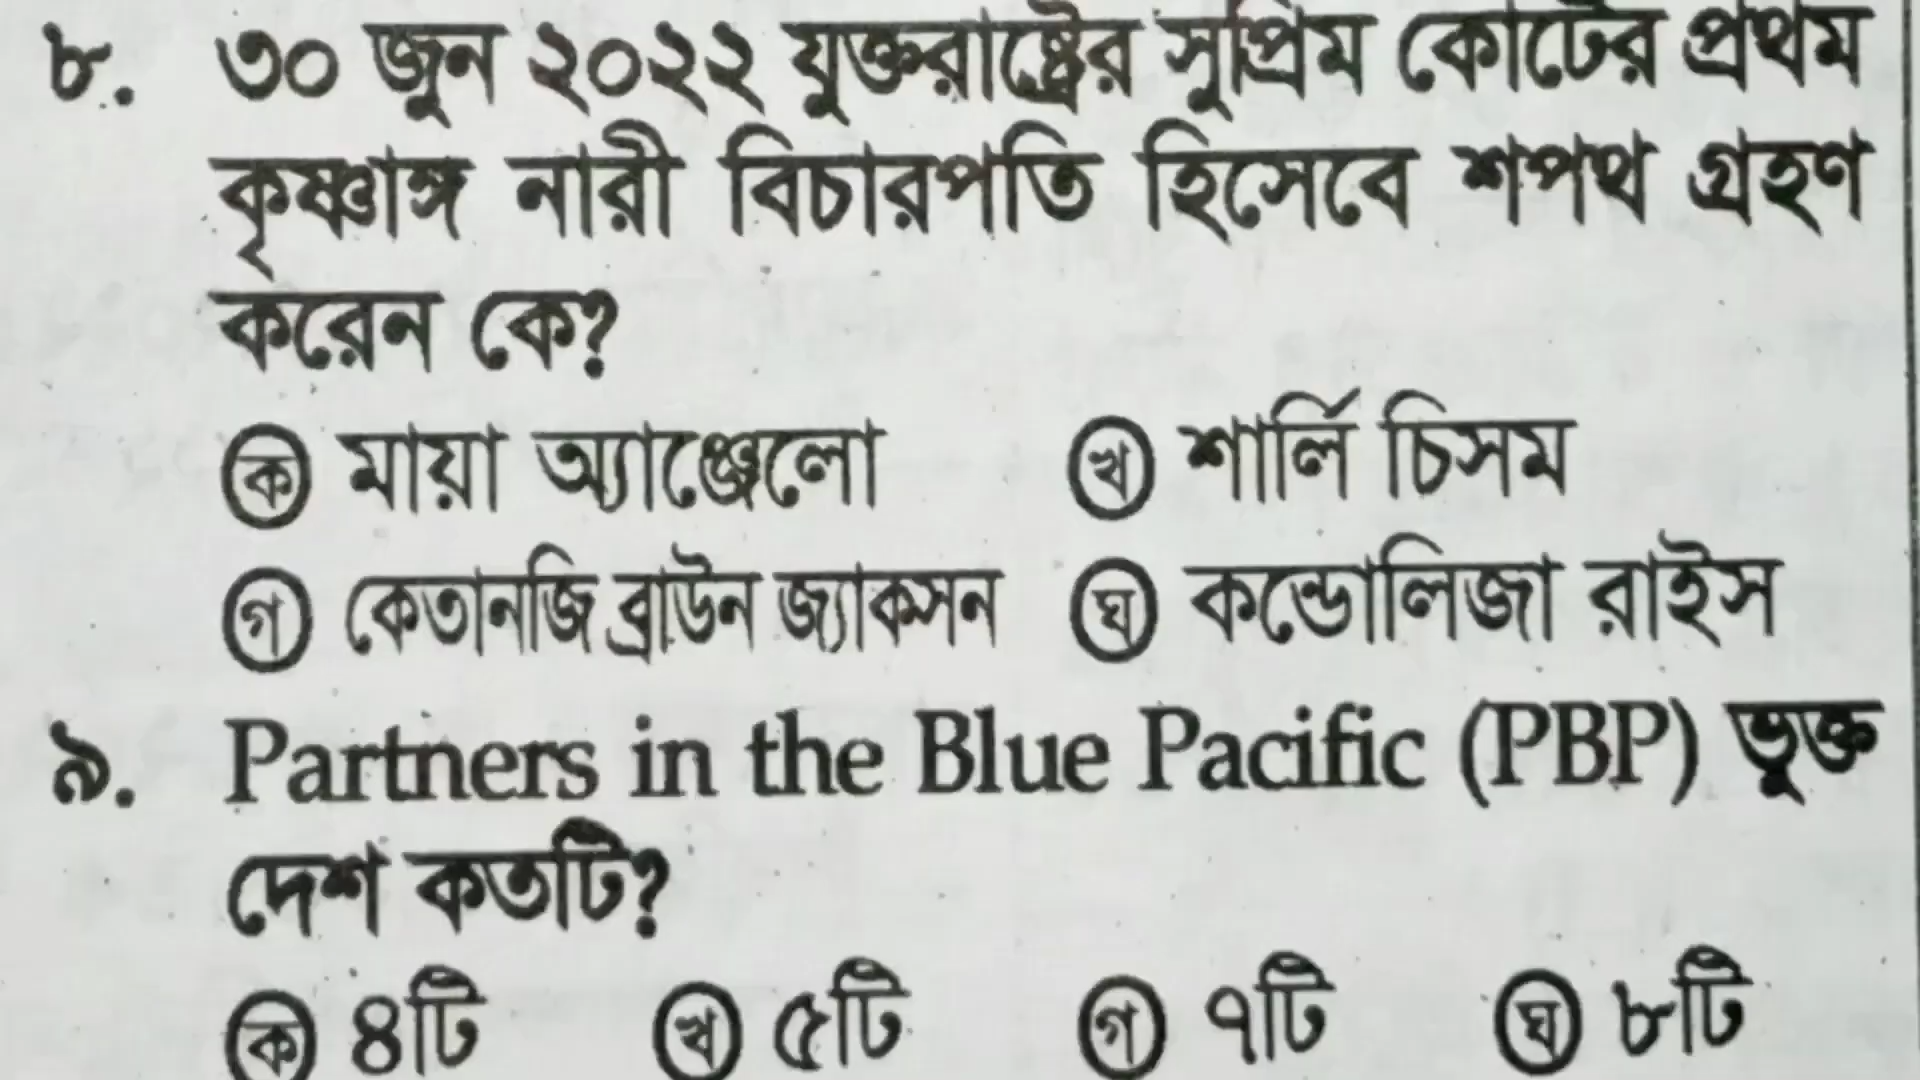 ৮. ৩০ জুন ২০২২ যুক্তরাষ্ট্রের সুপ্রিম কোর্টের প্রথম
কৃষ্ণাঙ্গ নারী বিচারপতি হিসেবে শপথ গ্রহণ
করেন কে?
ক মায়া অ্যাঞ্জেলো খ শার্লি চিসম
গ কেতানজি ব্রাউন জ্যাকসন ঘ কন্ডোলিজা রাইস
৯. Partners in the Blue Pacific (PBP) ভুক্ত
দেশ কতটি?
ক ৪টি খ ৫টি গ ৭টি ঘ ৮টি